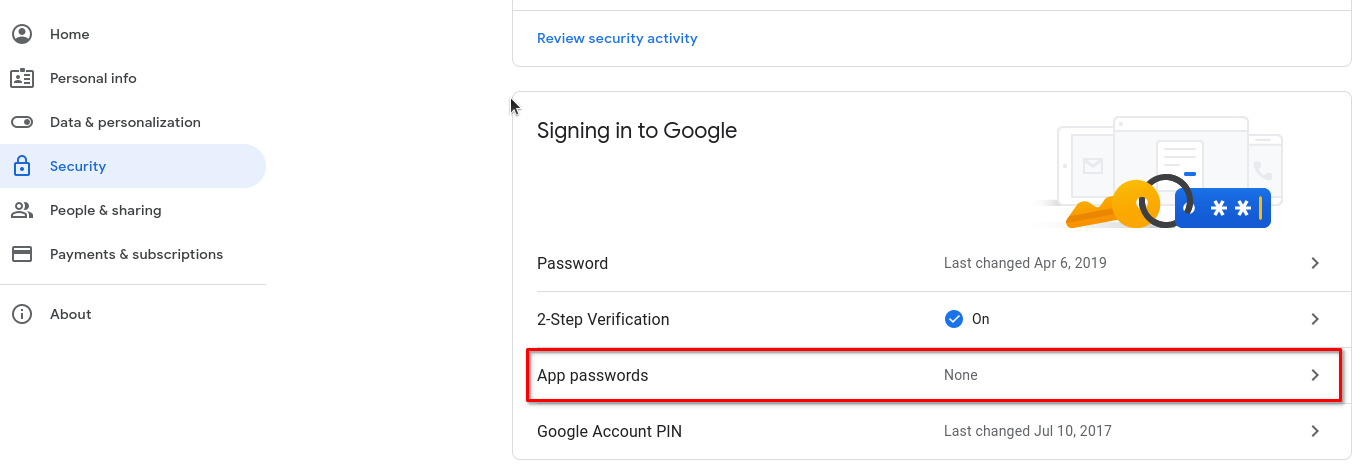 Home
Personal info
Data & personalization
Security
People & sharing
Payments & subscriptions
About
Review security activity
Signing in to Google
Password Last changed Apr 6, 2019
2-Step Verification On
App passwords None
Google Account PIN Last changed Jul 10, 2017